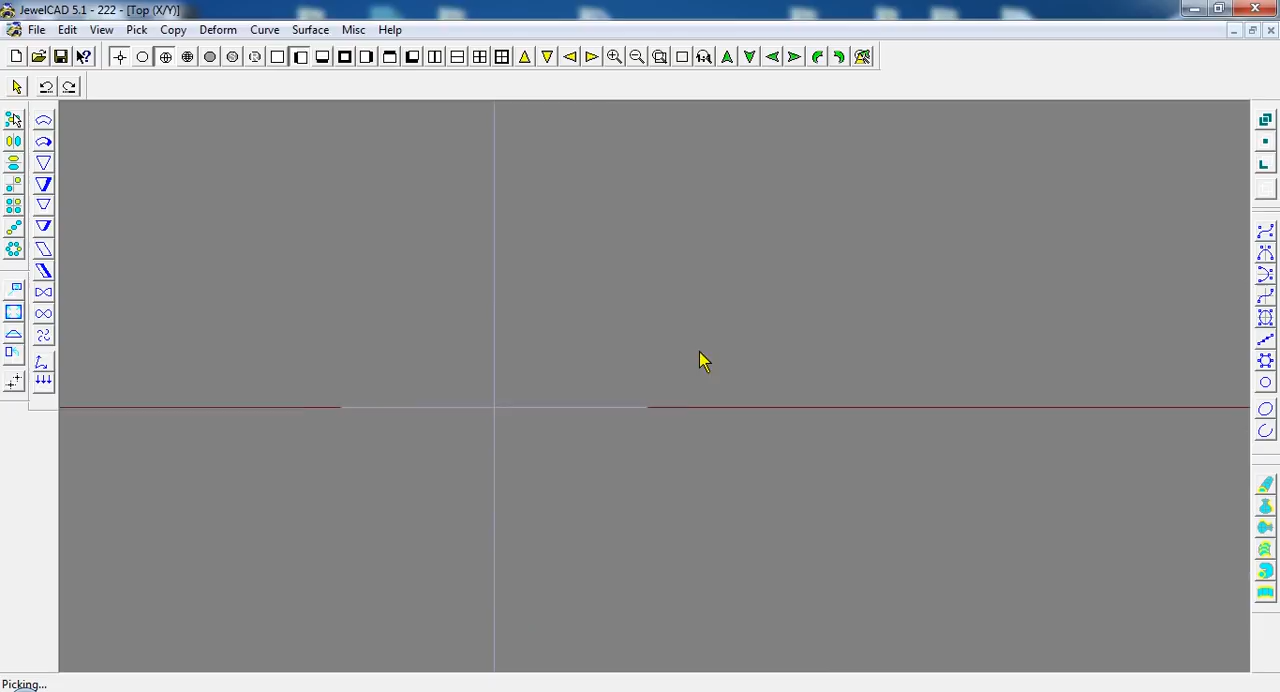 JewelCAD 5.1 - 222 - [Top (X/Y)]
File Edit View Pick Copy Deform Curve Surface Misc Help
Picking...